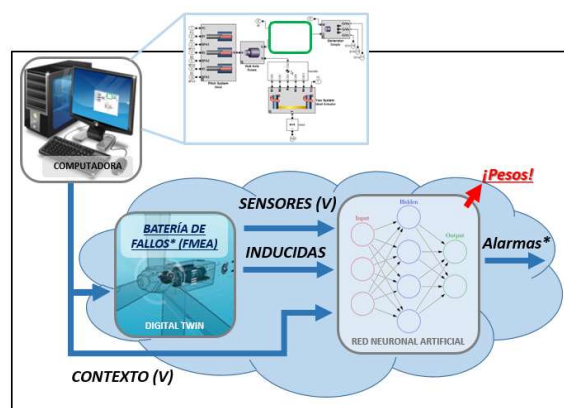 COMPUTADORA
¡Pesos!
SENSORES (V)
BATERÍA DE
FALLOS* (FMEA)
INDUCIDAS
Input
Hidden
Output
Alarmas*
DIGITAL TWIN
RED NEURONAL ARTIFICIAL
CONTEXTO (V)